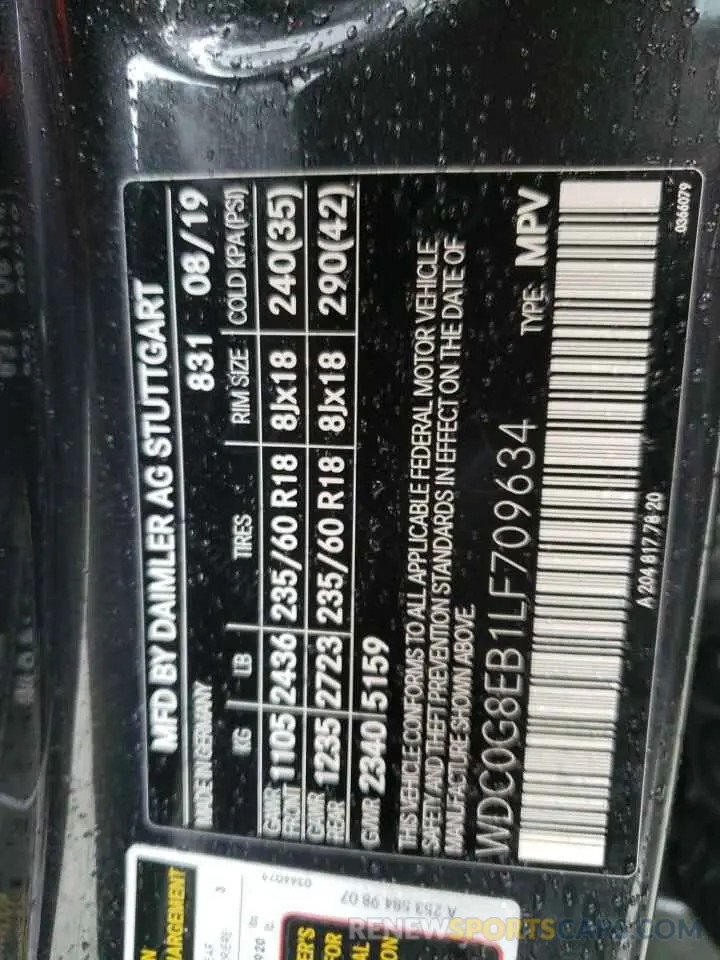 MFD BY DAIMLER AG STUTTGART
MADE IN GERMANY 831 08/19
KG LB TIRES RIM SIZE COLD KPA (PSI)
GAWR FRONT 1105 2436 235/60 R18 8Jx18 240(35)
GAWR REAR 1235 2723 235/60 R18 8Jx18 290(42)
GVWR 2340 5159
THIS VEHICLE CONFORMS TO ALL APPLICABLE FEDERAL MOTOR VEHICLE
SAFETY AND THEFT PREVENTION STANDARDS IN EFFECT ON THE DATE OF
MANUFACTURE SHOWN ABOVE.
WDC0G8EB1LF709634 TYPE: MPV
A 204 817 78 20
0366079
A 253 584 98 07
RENEWSPORTSCARS.COM